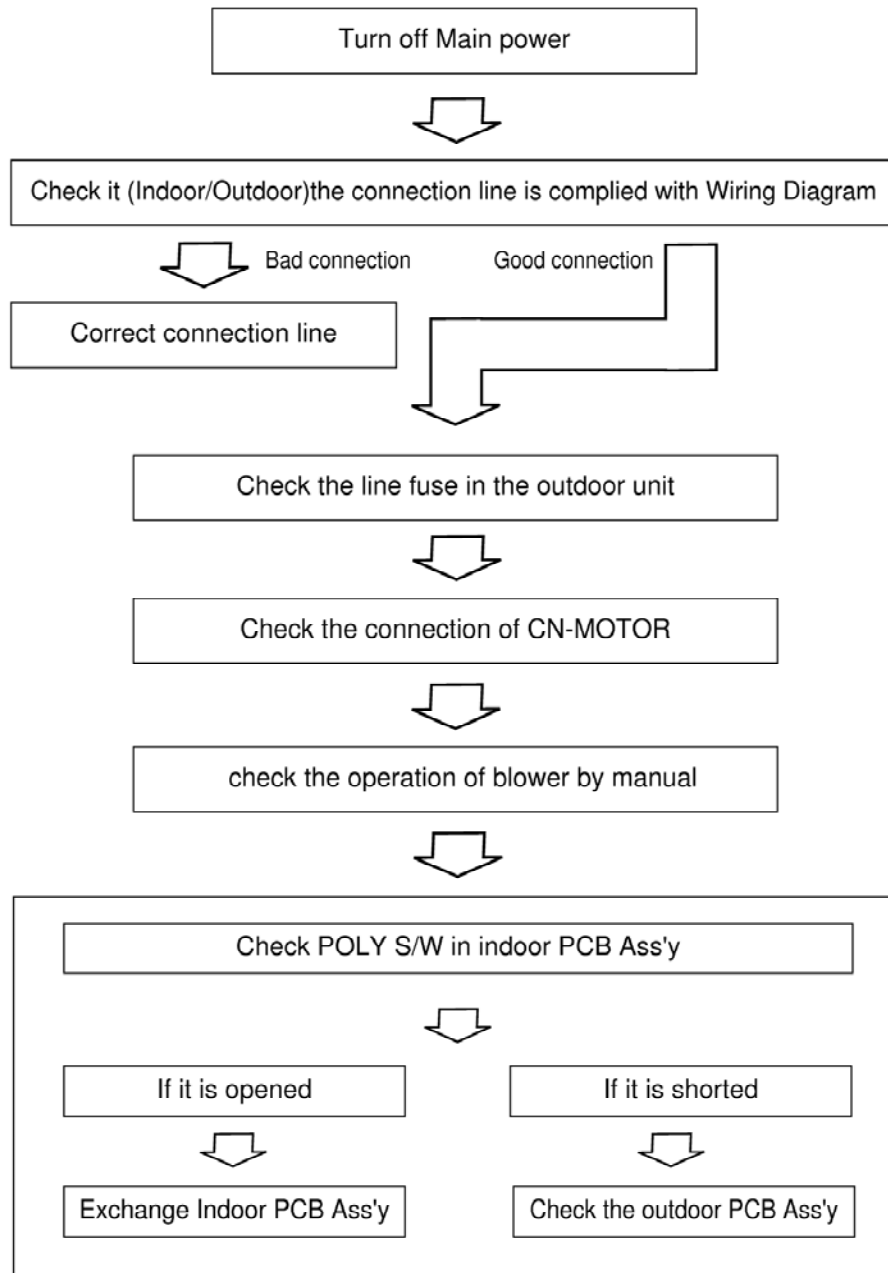 Turn off Main power
Check it (Indoor/Outdoor)the connection line is complied with Wiring Diagram
Bad connection
Good connection
Correct connection line
Check the line fuse in the outdoor unit
Check the connection of CN-MOTOR
check the operation of blower by manual
Check POLY S/W in indoor PCB Ass'y
If it is opened
If it is shorted
Exchange Indoor PCB Ass'y
Check the outdoor PCB Ass'y